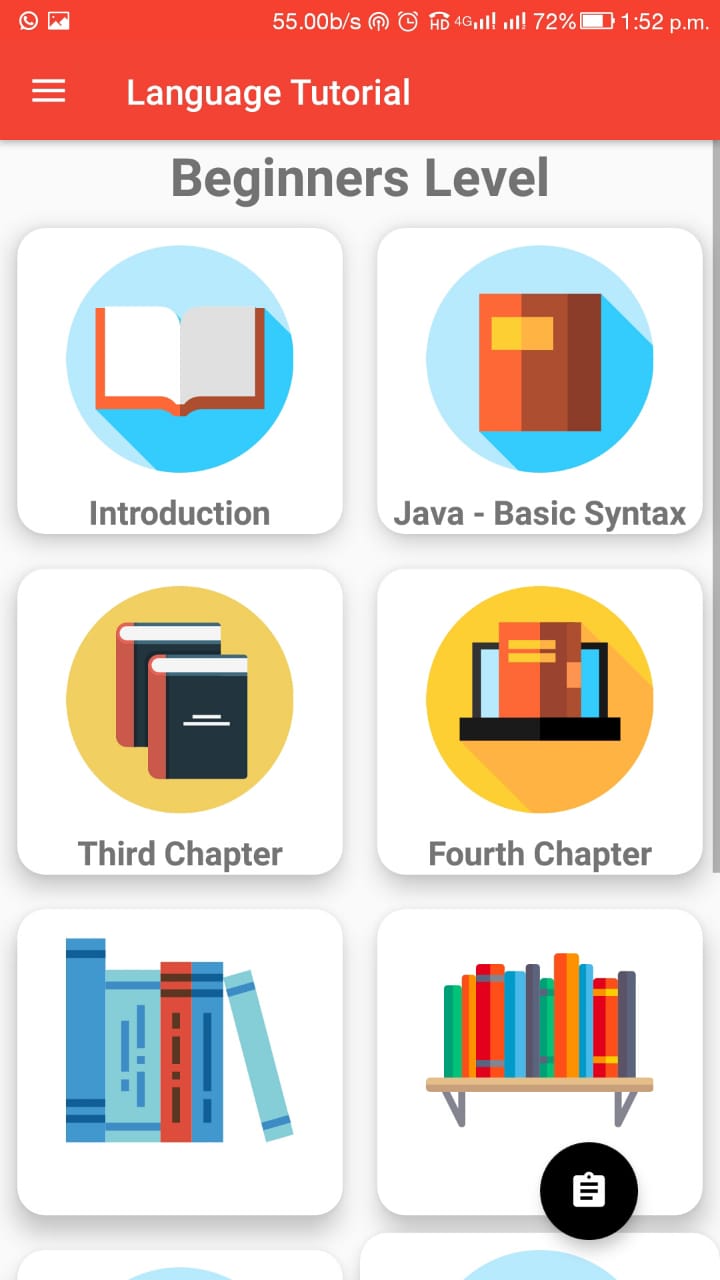 55.00b/s HD 4G 72% 1:52 p.m.
Language Tutorial
Beginners Level
Introduction
Java - Basic Syntax
Third Chapter
Fourth Chapter